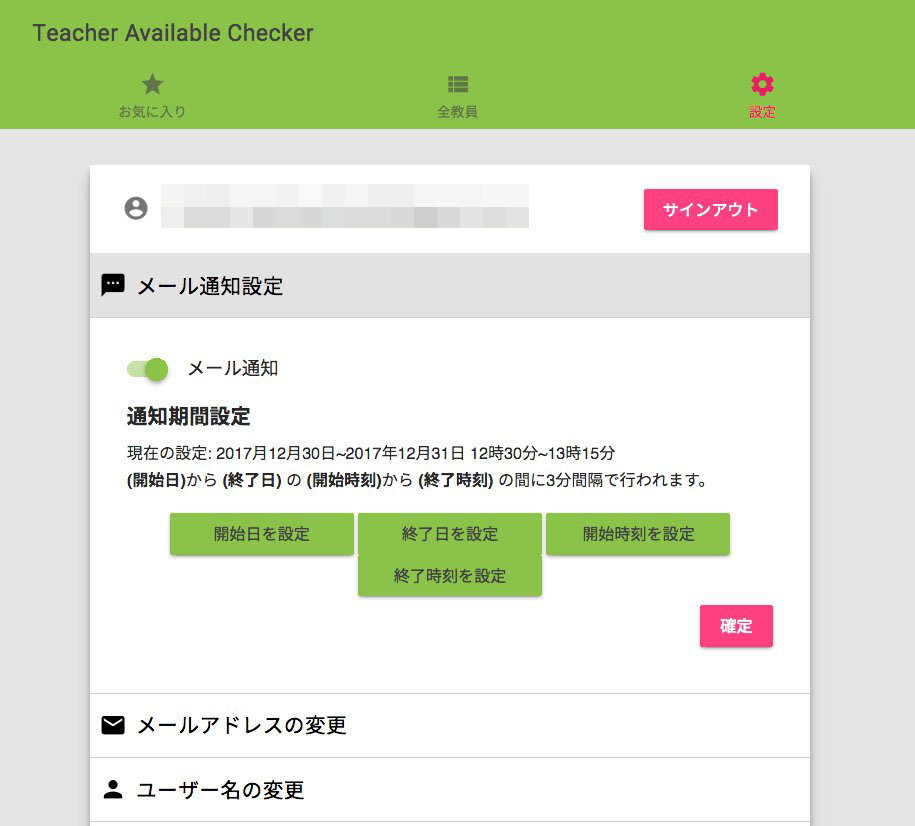 Teacher Available Checker
お気に入り
全教員
設定
サインアウト
メール通知設定
メール通知
通知期間設定
現在の設定: 2017月12月30日~2017年12月31日 12時30分~13時15分
(開始日)から (終了日) の (開始時刻)から (終了時刻) の間に3分間隔で行われます。
開始日を設定
終了日を設定
開始時刻を設定
終了時刻を設定
確定
メールアドレスの変更
ユーザー名の変更